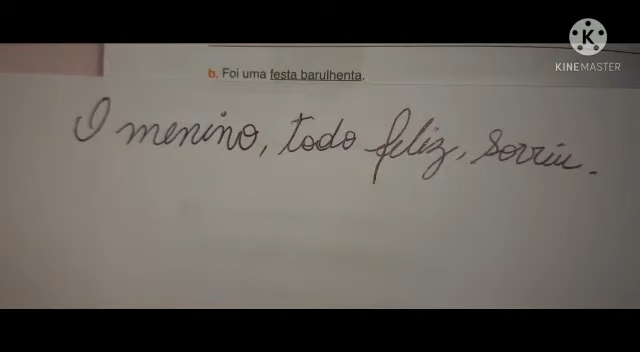 KINEMASTER
b. Foi uma festa barulhenta.
O menino, todo feliz, sorriu.